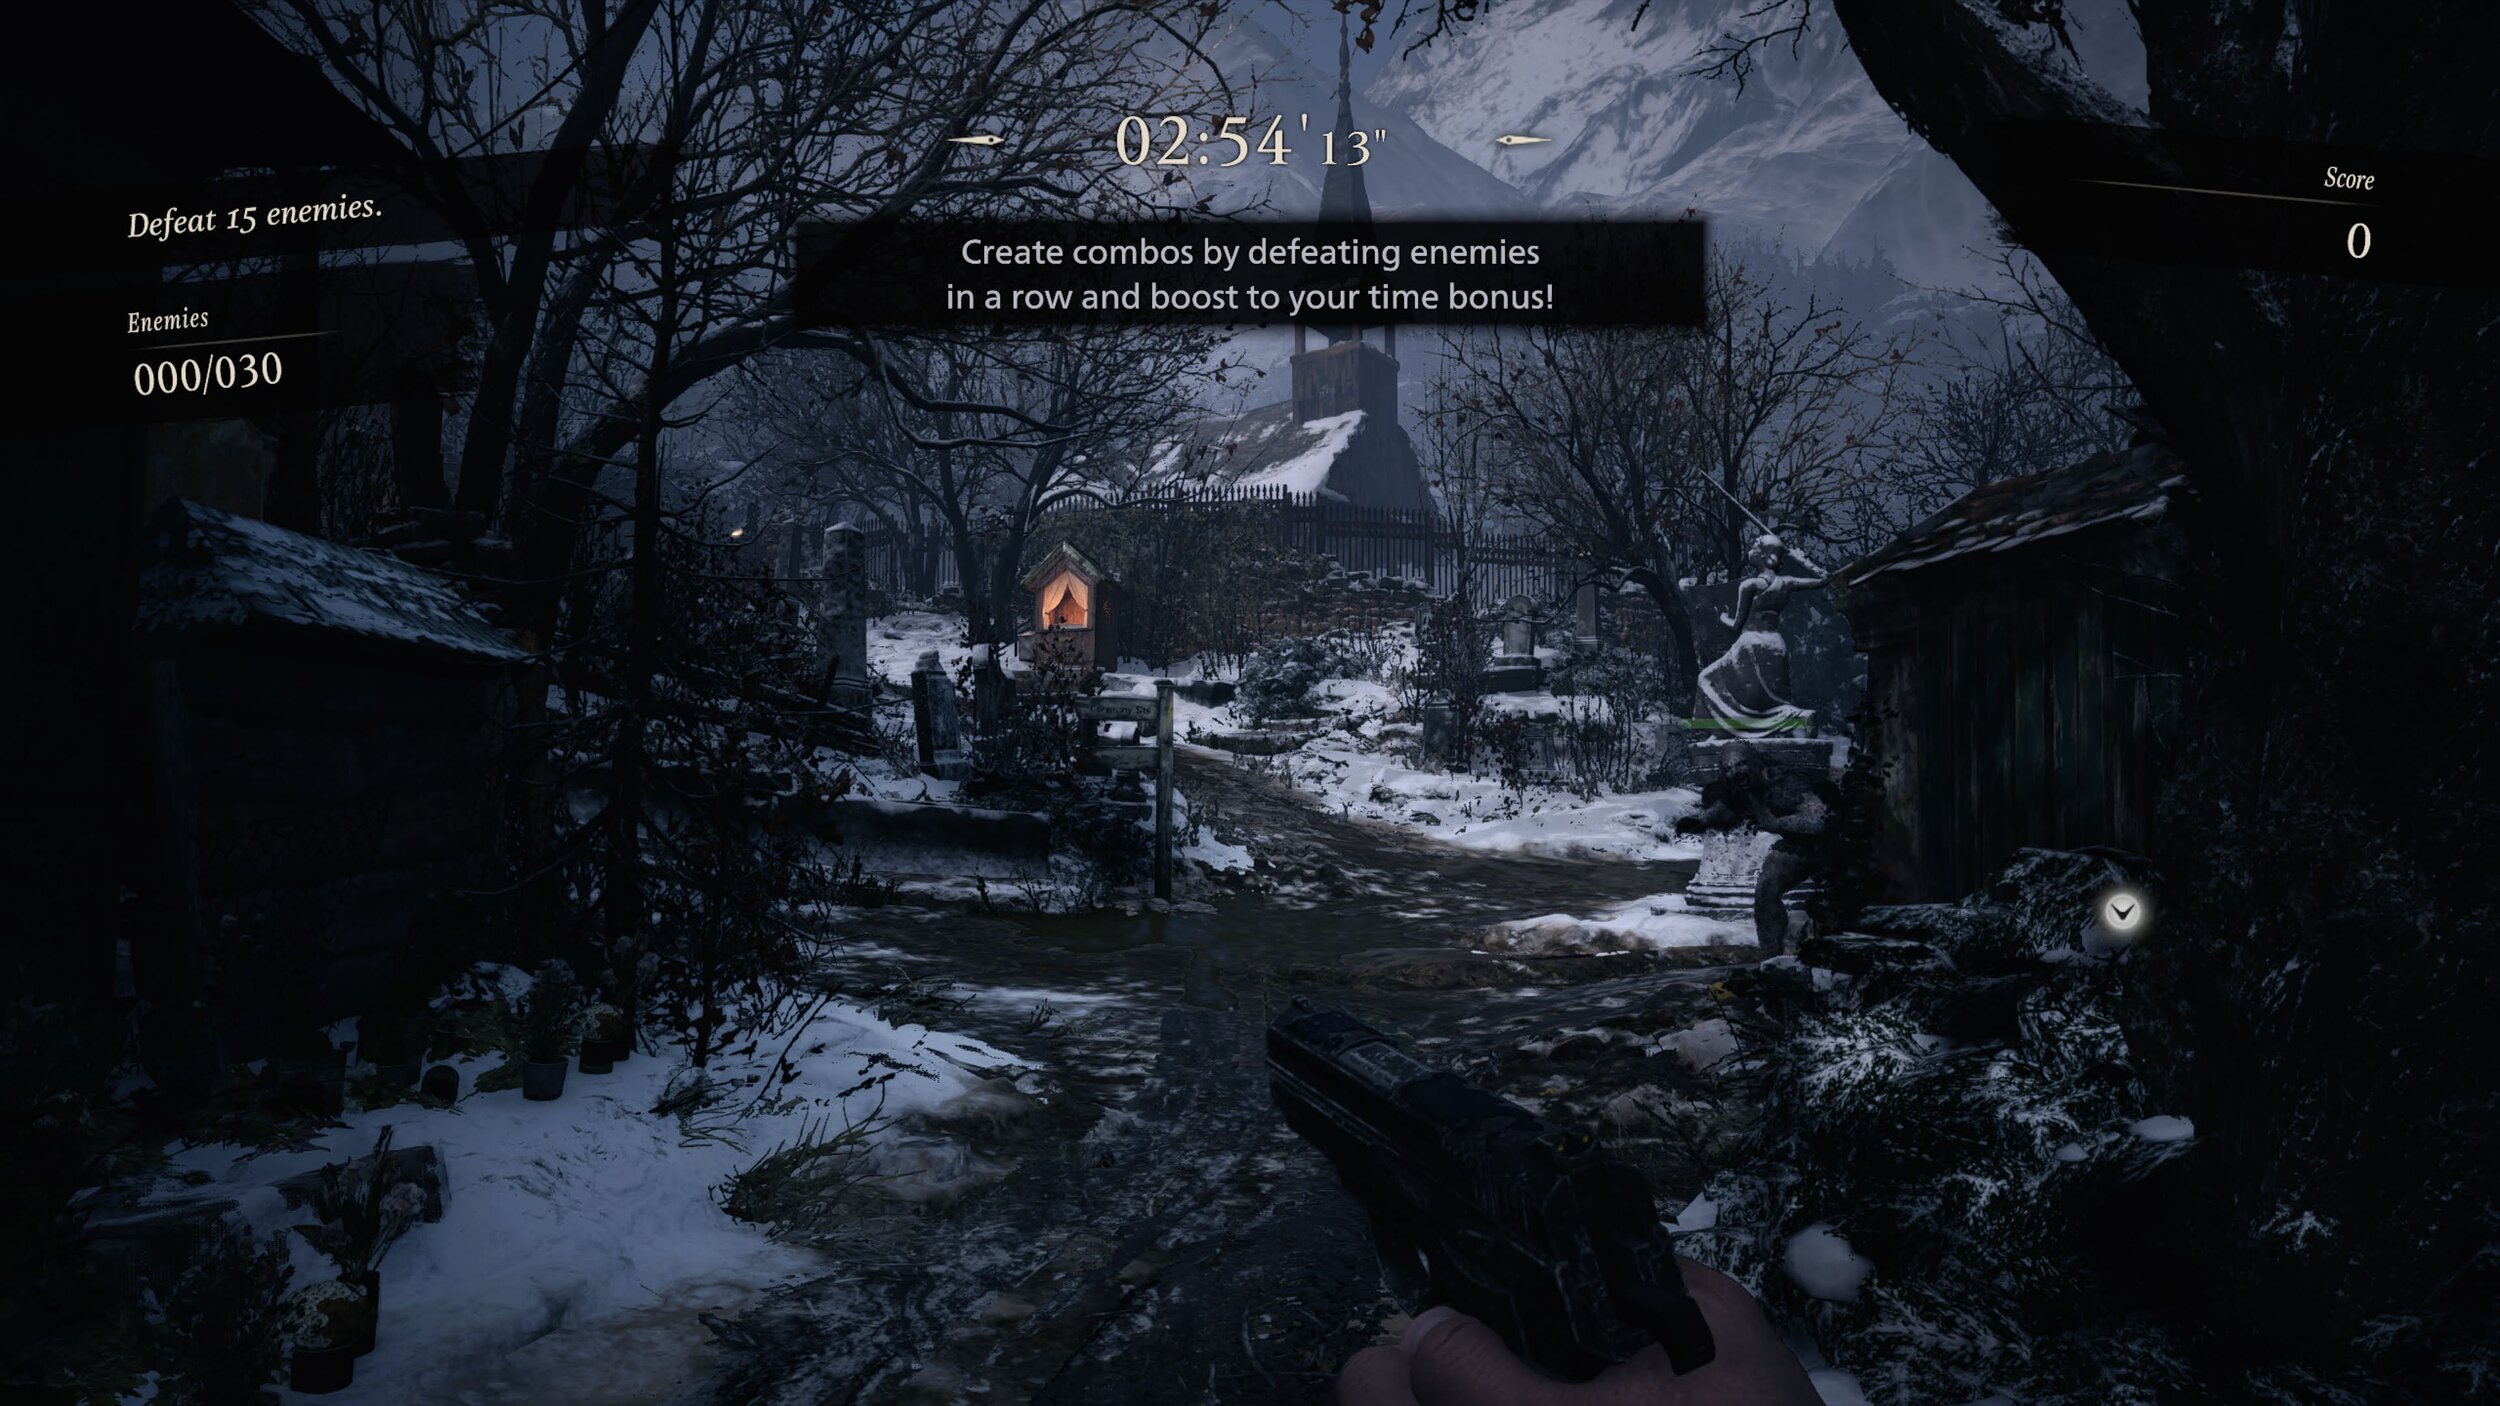 02:54'13"
Score
0
Defeat 15 enemies.
Create combos by defeating enemies
in a row and boost to your time bonus!
Enemies
000/030